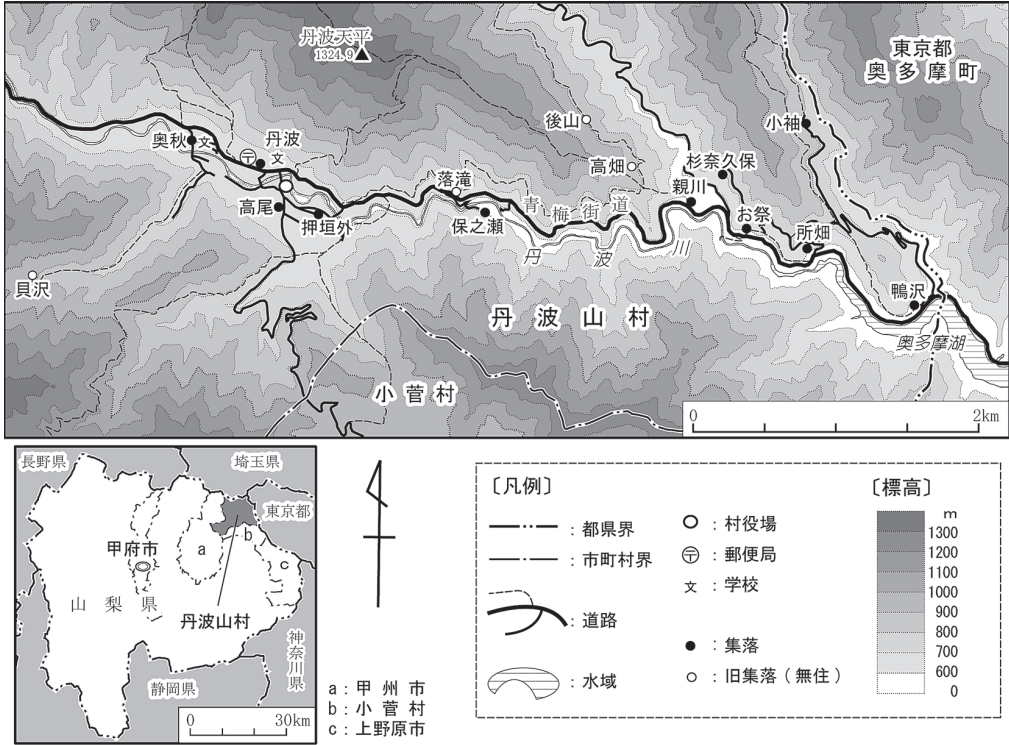 丹波天平
1324.9
東京都
奥多摩町
後山
小袖
奥秋
文
〒
丹波
文
高畑
杉奈久保
落滝
親川
高尾
押垣外
保之瀬
青梅街道
お祭
所畑
丹波川
貝沢
鴨沢
丹波山村
奥多摩湖
小菅村
0 2km
長野県
埼玉県
東京都
甲府市
a
b
c
山梨県
丹波山村
神奈川県
静岡県
0 30km
a:甲州市
b:小菅村
c:上野原市
〔凡例〕
:都県界
:市町村界
:道路
:水域
:村役場
〒:郵便局
文:学校
:集落
:旧集落(無住)
〔標高〕
m
1300
1200
1100
1000
900
800
700
600
0